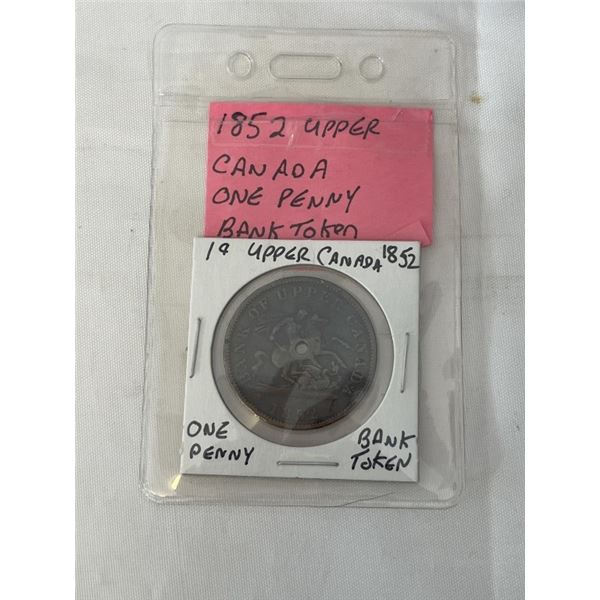 1852 UPPER
CANADA
ONE PENNY
BANK TOKEN
1¢ UPPER CANADA 1852
BANK OF UPPER CANADA
1852
ONE
PENNY
BANK
TOKEN